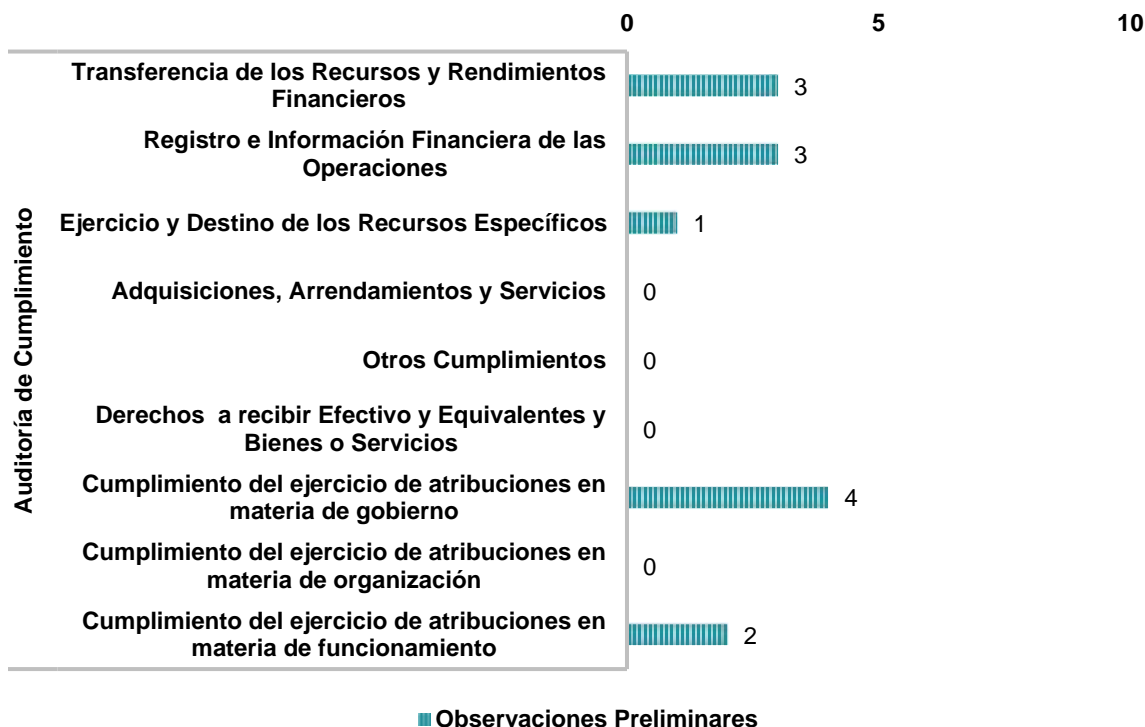 0 5 10
Auditoría de Cumplimiento
Transferencia de los Recursos y Rendimientos
Financieros
3
Registro e Información Financiera de las
Operaciones
3
Ejercicio y Destino de los Recursos Específicos
1
Adquisiciones, Arrendamientos y Servicios
0
Otros Cumplimientos
0
Derechos  a recibir Efectivo y Equivalentes y
Bienes o Servicios
0
Cumplimiento del ejercicio de atribuciones en
materia de gobierno
4
Cumplimiento del ejercicio de atribuciones en
materia de organización
0
Cumplimiento del ejercicio de atribuciones en
materia de funcionamiento
2
Observaciones Preliminares